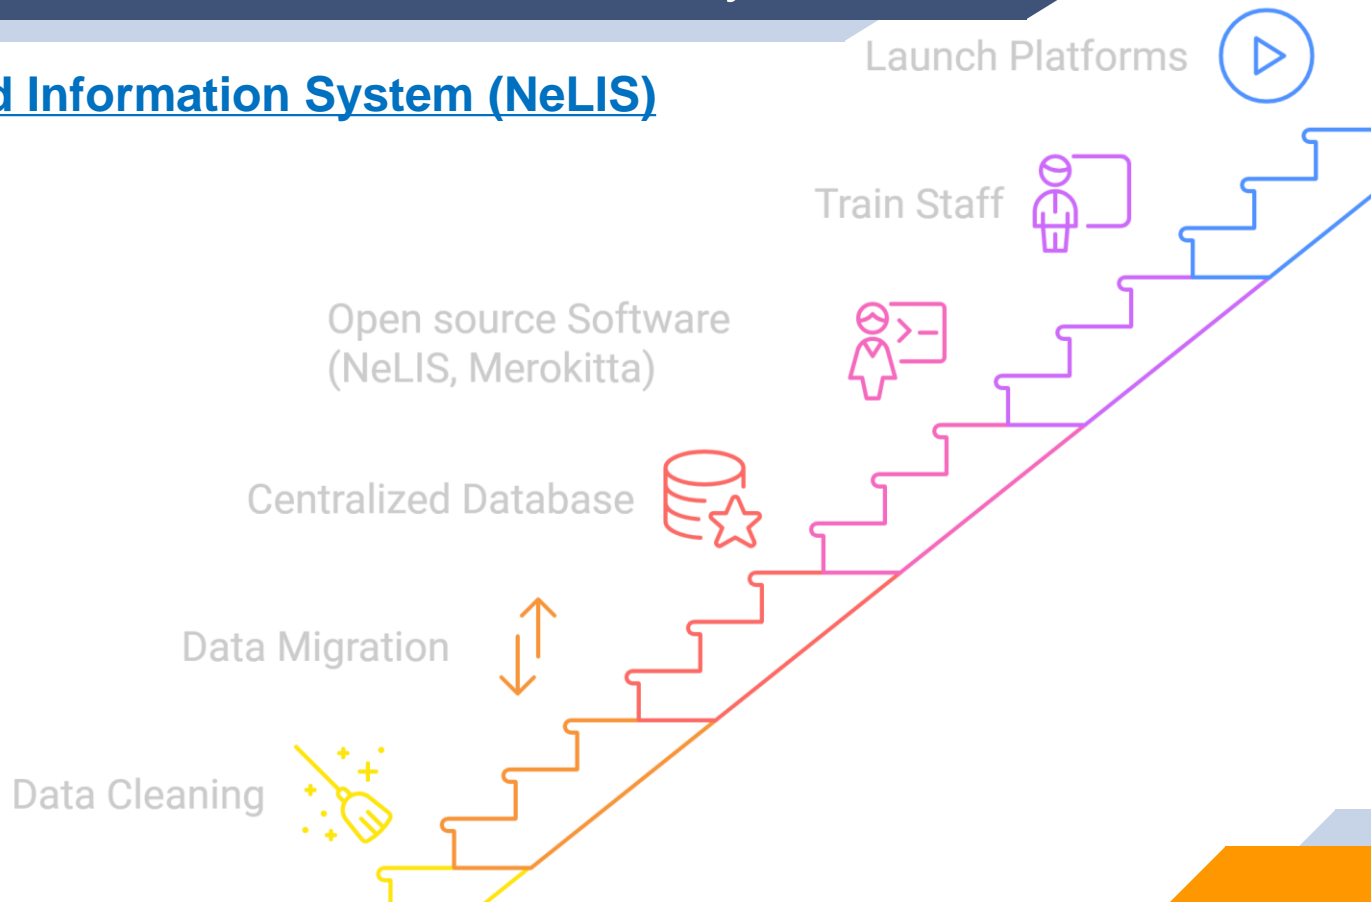 Information System (NeLIS)
Launch Platforms
Train Staff
Open source Software
(NeLIS, Merokitta)
Centralized Database
Data Migration
Data Cleaning